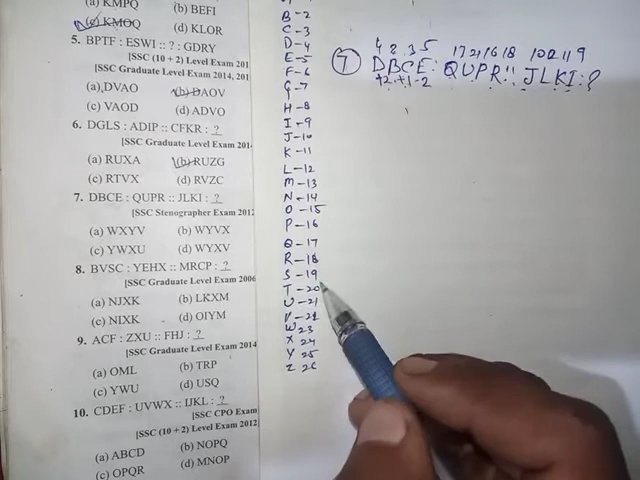 (a) KMPQ (b) BEFI
(c) KMOQ (d) KLOR
5. BPTF : ESWI :: ? : GDRY
[SSC (10 + 2) Level Exam 201
[SSC Graduate Level Exam 2014, 201
(a) DVAO (b) DAOV
(c) VAOD (d) ADVO
6. DGLS : ADIP :: CFKR : ?
[SSC Graduate Level Exam 201
(a) RUXA (b) RUZG
(c) RTVX (d) RVZC
7. DBCE : QUPR :: JLKI : ?
[SSC Stenographer Exam 2012
(a) WXYV (b) WYVX
(c) YWXU (d) WYXV
8. BVSC : YEHX :: MRCP : ?
[SSC Graduate Level Exam 2006
(a) NJXK (b) LKXM
(c) NIXK (d) OIYM
9. ACF : ZXU :: FHJ : ?
[SSC Graduate Level Exam 2014
(a) OML (b) TRP
(c) YWU (d) USQ
10. CDEF : UVWX :: IJKL : ?
[SSC CPO Exam
[SSC (10 + 2) Level Exam 2012
(a) ABCD (b) NOPQ
(c) OPQR (d) MNOP
B-2
C-3
D-4
E-5
F-6
G-7
H-8
I-9
J-10
K-11
L-12
M-13
N-14
O-15
P-16
Q-17
R-18
S-19
T-20
U-21
V-22
W 23
X 24
Y 25
Z 26
4 2 3 5 17 21 16 18 10 12 11 9
7 DBCE : QUPR :: JLKI : ?
+2 +1 -2